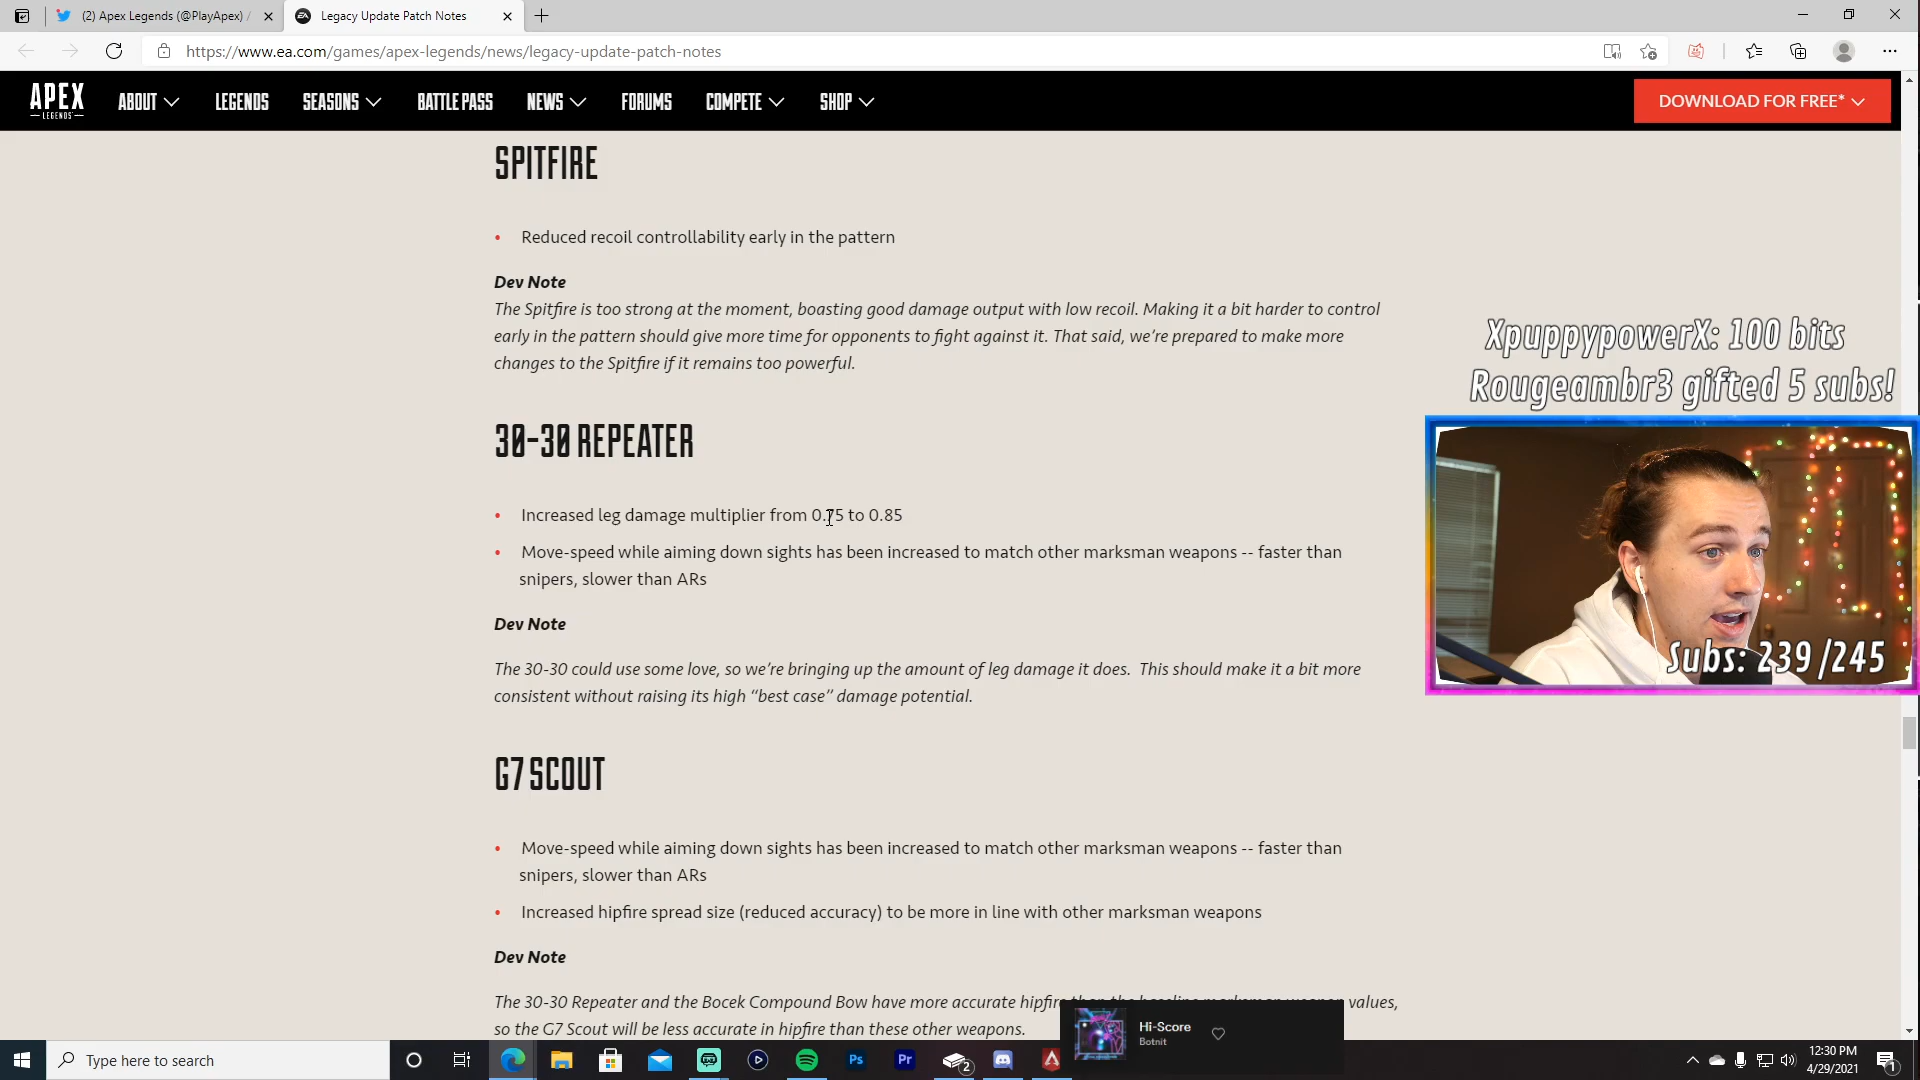 (2) Apex Legends (@PlayApex) /
Legacy Update Patch Notes
https://www.ea.com/games/apex-legends/news/legacy-update-patch-notes
APEX
LEGENDS
ABOUT
LEGENDS
SEASONS
BATTLE PASS
NEWS
FORUMS
COMPETE
SHOP
DOWNLOAD FOR FREE*
SPITFIRE
• Reduced recoil controllability early in the pattern
Dev Note
The Spitfire is too strong at the moment, boasting good damage output with low recoil. Making it a bit harder to control
early in the pattern should give more time for opponents to fight against it. That said, we're prepared to make more
changes to the Spitfire if it remains too powerful.
XpuppypowerX: 100 bits
Rougeambr3 gifted 5 subs!
30-30 REPEATER
• Increased leg damage multiplier from 0.75 to 0.85
• Move-speed while aiming down sights has been increased to match other marksman weapons -- faster than
snipers, slower than ARs
Dev Note
The 30-30 could use some love, so we're bringing up the amount of leg damage it does.  This should make it a bit more
consistent without raising its high "best case" damage potential.
Subs: 239 /245
G7 SCOUT
• Move-speed while aiming down sights has been increased to match other marksman weapons -- faster than
snipers, slower than ARs
• Increased hipfire spread size (reduced accuracy) to be more in line with other marksman weapons
Dev Note
The 30-30 Repeater and the Bocek Compound Bow have more accurate hipfire than the baseline marksman weapon values,
so the G7 Scout will be less accurate in hipfire than these other weapons.
Hi-Score
Botnit
Type here to search
Ps
Pr
2
12:30 PM
4/29/2021
1